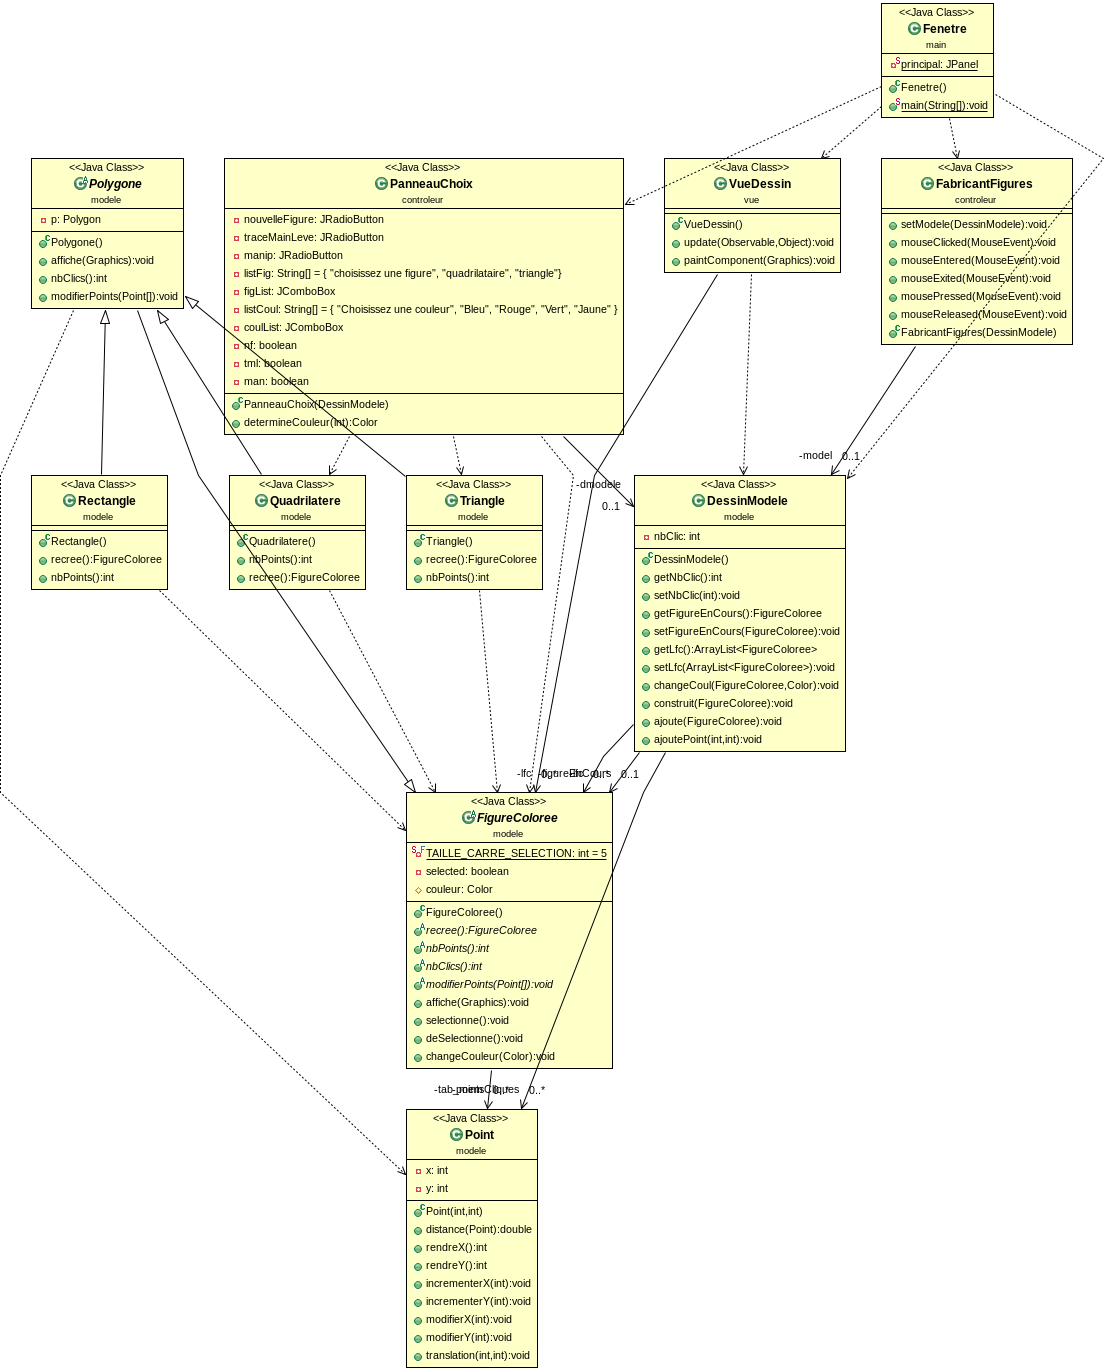 <<Java Class>>
Fenetre
main
principal: JPanel
Fenetre()
main(String[]):void
<<Java Class>>
Polygone
modele
p: Polygon
Polygone()
affiche(Graphics):void
nbClics():int
modifierPoints(Point[]):void
<<Java Class>>
PanneauChoix
controleur
nouvelleFigure: JRadioButton
traceMainLeve: JRadioButton
manip: JRadioButton
listFig: String[] = { "choisissez une figure", "quadrilataire", "triangle"}
figList: JComboBox
listCoul: String[] = { "Choisissez une couleur", "Bleu", "Rouge", "Vert", "Jaune" }
coulList: JComboBox
nf: boolean
tml: boolean
man: boolean
PanneauChoix(DessinModele)
determineCouleur(int):Color
<<Java Class>>
VueDessin
vue
VueDessin()
update(Observable,Object):void
paintComponent(Graphics):void
<<Java Class>>
FabricantFigures
controleur
setModele(DessinModele):void
mouseClicked(MouseEvent):void
mouseEntered(MouseEvent):void
mouseExited(MouseEvent):void
mousePressed(MouseEvent):void
mouseReleased(MouseEvent):void
FabricantFigures(DessinModele)
-model 0..1
-dmodele
0..1
<<Java Class>>
Rectangle
modele
Rectangle()
recree():FigureColoree
nbPoints():int
<<Java Class>>
Quadrilatere
modele
Quadrilatere()
nbPoints():int
recree():FigureColoree
<<Java Class>>
Triangle
modele
Triangle()
recree():FigureColoree
nbPoints():int
<<Java Class>>
DessinModele
modele
nbClic: int
DessinModele()
getNbClic():int
setNbClic(int):void
getFigureEnCours():FigureColoree
setFigureEnCours(FigureColoree):void
getLfc():ArrayList<FigureColoree>
setLfc(ArrayList<FigureColoree>):void
changeCoul(FigureColoree,Color):void
construit(FigureColoree):void
ajoute(FigureColoree):void
ajoutePoint(int,int):void
-lfc 0..* -figureEnCours 0..1
<<Java Class>>
FigureColoree
modele
TAILLE_CARRE_SELECTION: int = 5
selected: boolean
couleur: Color
FigureColoree()
recree():FigureColoree
nbPoints():int
nbClics():int
modifierPoints(Point[]):void
affiche(Graphics):void
selectionne():void
deSelectionne():void
changeCouleur(Color):void
0..* 0..*
<<Java Class>>
Point
modele
x: int
y: int
Point(int,int)
distance(Point):double
rendreX():int
rendreY():int
incrementerX(int):void
incrementerY(int):void
modifierX(int):void
modifierY(int):void
translation(int,int):void